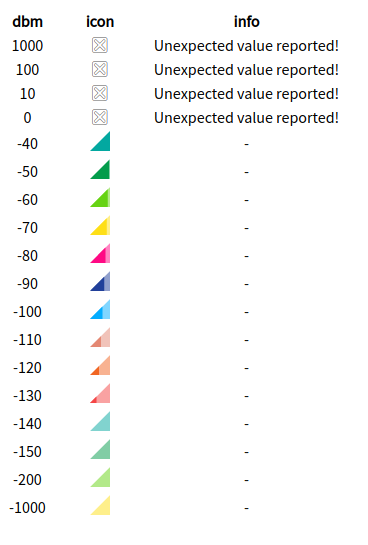 dbm icon info
1000 Unexpected value reported!
100 Unexpected value reported!
10 Unexpected value reported!
0 Unexpected value reported!
-40 -
-50 -
-60 -
-70 -
-80 -
-90 -
-100 -
-110 -
-120 -
-130 -
-140 -
-150 -
-200 -
-1000 -